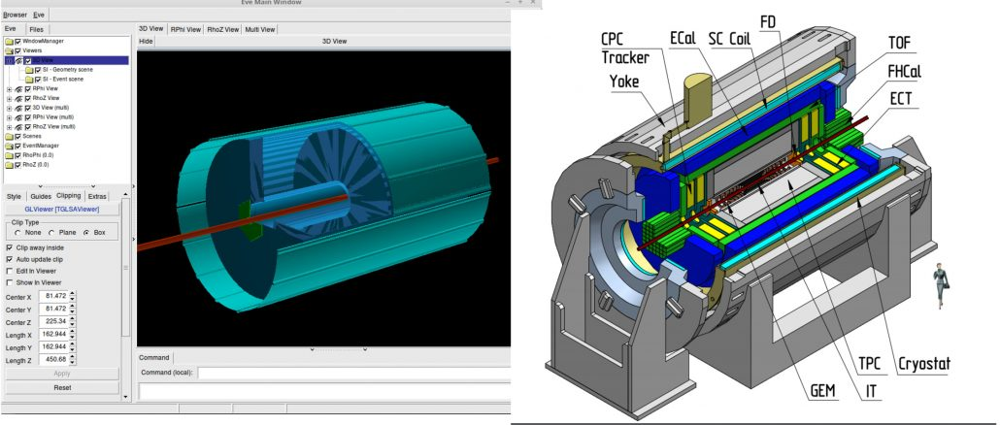 Eve Main Window
Browser Eve
Eve Files
WindowManager
Viewers
3D View
SI - Geometry scene
SI - Event scene
RPhi View
RhoZ View
3D View (multi)
RPhi View (multi)
RhoZ View (multi)
Scenes
EventManager
RhoPhi (0.0)
RhoZ (0.0)
Style Guides Clipping Extras
GLViewer [TGLSAViewer]
Clip Type
None Plane Box
Clip away inside
Auto update clip
Edit In Viewer
Show In Viewer
Center X 81.472
Center Y 81.472
Center Z 225.34
Length X 162.944
Length Y 162.944
Length Z 450.68
Apply
Reset
3D View RPhi View RhoZ View Multi View
Hide 3D View
Command
Command (local):
CPC
Tracker
Yoke
ECal
SC Coil
FD
TOF
FHCal
ECT
GEM
IT
TPC
Cryostat